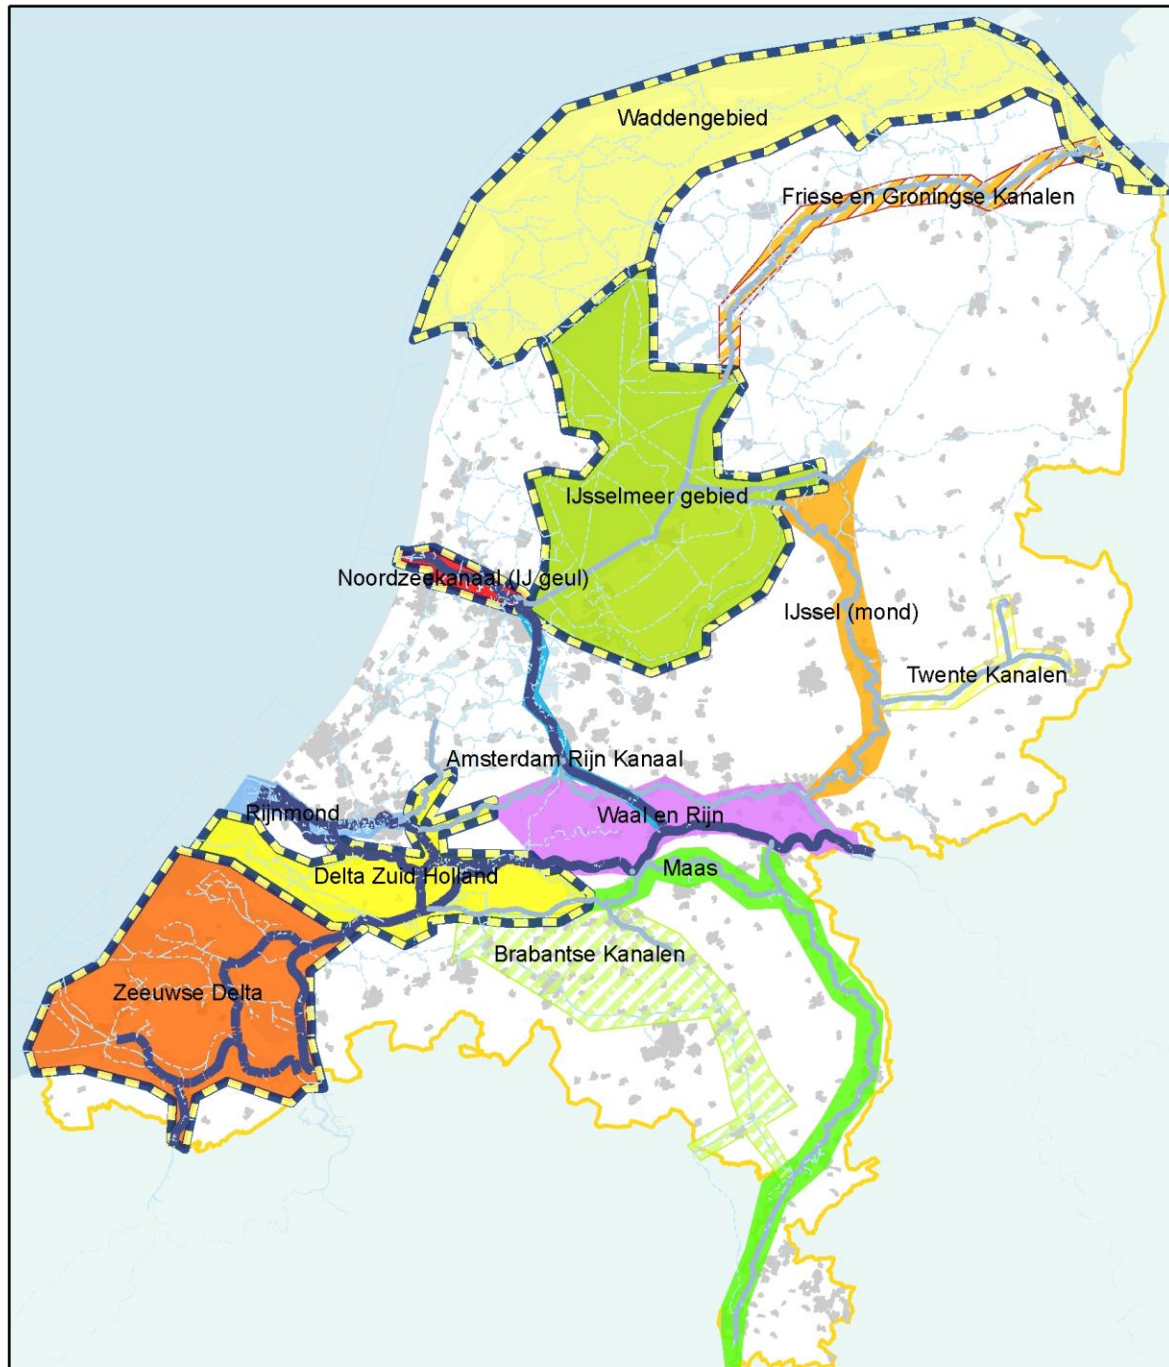 Waddengebied
Friese en Groningse Kanalen
IJsselmeer gebied
Noordzeekanaal (IJ geul)
IJssel (mond)
Twente Kanalen
Amsterdam Rijn Kanaal
Rijnmond
Waal en Rijn
Maas
Delta Zuid Holland
Brabantse Kanalen
Zeeuwse Delta